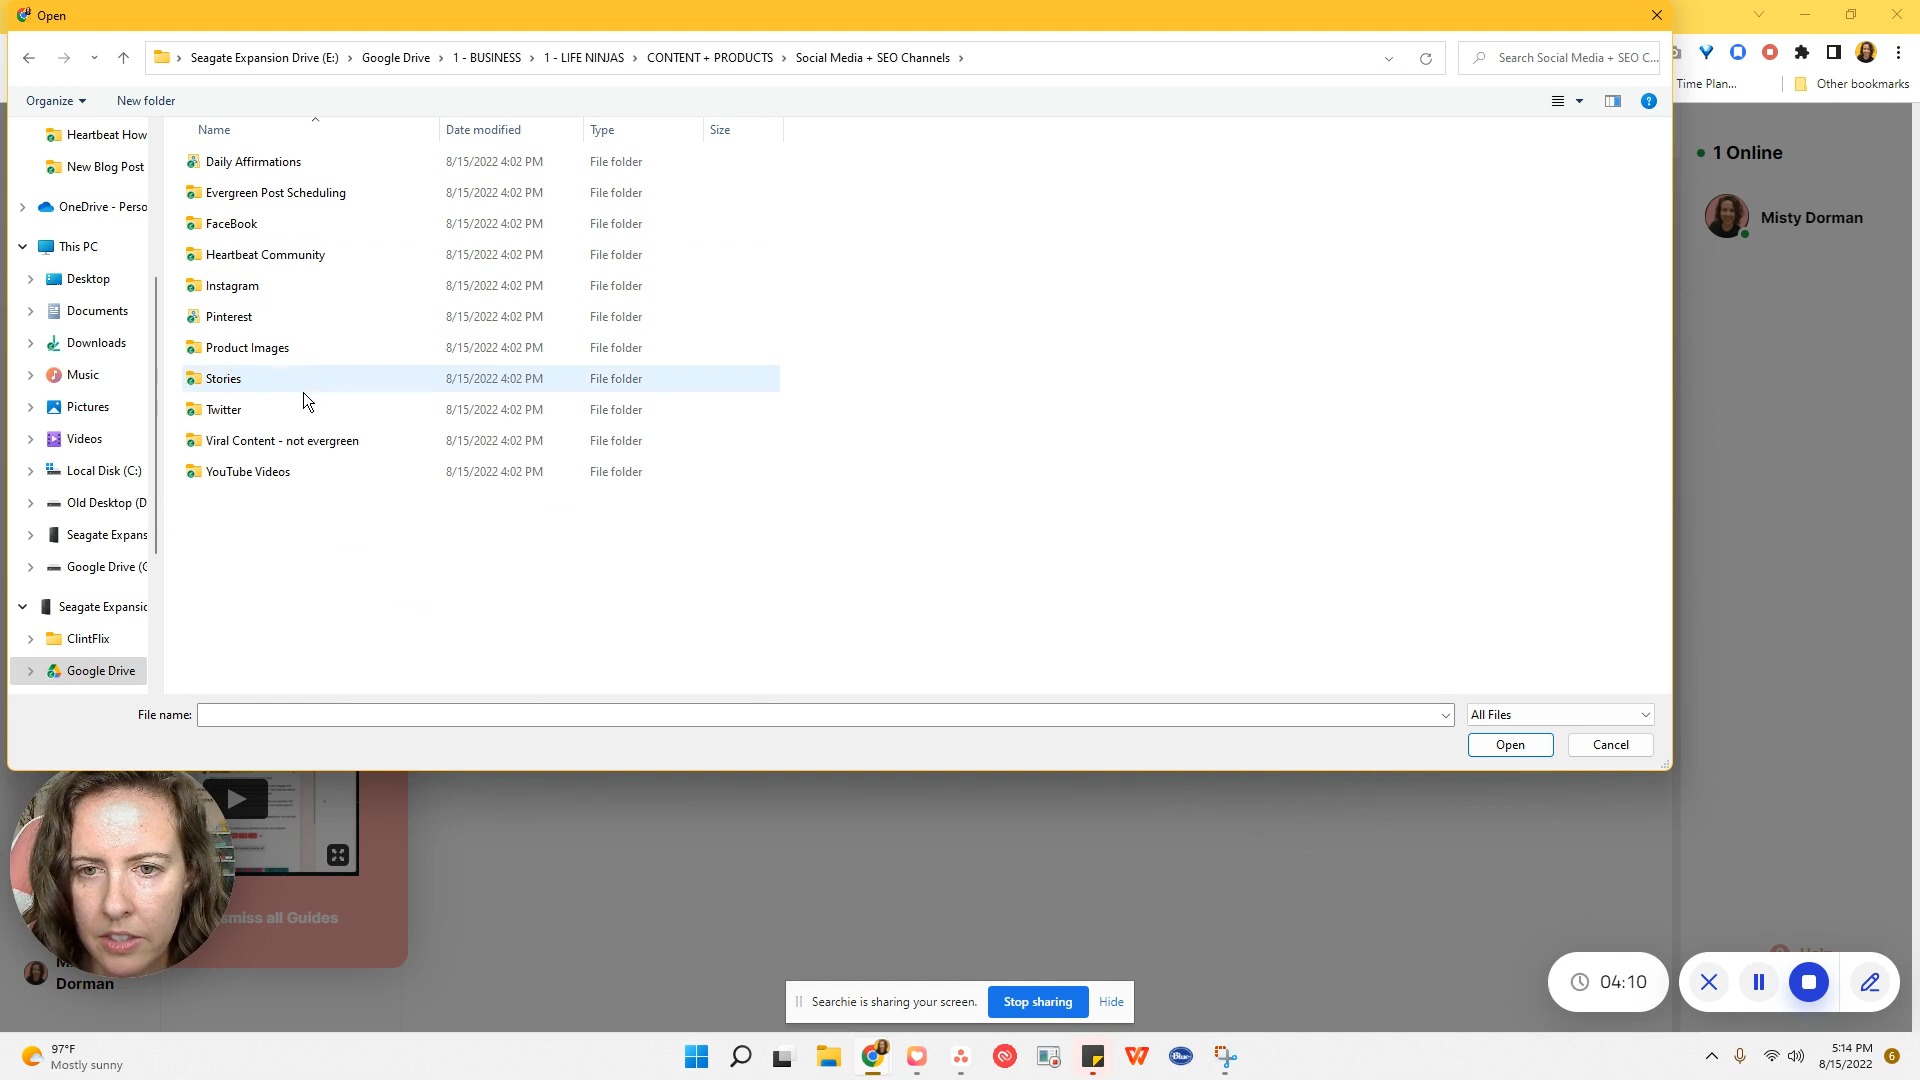 Open
Seagate Expansion Drive (E:) > Google Drive > 1 - BUSINESS > 1 - LIFE NINJAS > CONTENT + PRODUCTS > Social Media + SEO Channels >
Search Social Media + SEO C...
Time Plan...
Other bookmarks
Organize
New folder
Name
Date modified
Type
Size
Heartbeat How
New Blog Post
OneDrive - Perso
This PC
Desktop
Documents
Downloads
Music
Pictures
Videos
Local Disk (C:)
Old Desktop (D
Seagate Expans
Google Drive (G
Seagate Expansic
ClintFlix
Google Drive
Daily Affirmations 8/15/2022 4:02 PM File folder
Evergreen Post Scheduling 8/15/2022 4:02 PM File folder
FaceBook 8/15/2022 4:02 PM File folder
Heartbeat Community 8/15/2022 4:02 PM File folder
Instagram 8/15/2022 4:02 PM File folder
Pinterest 8/15/2022 4:02 PM File folder
Product Images 8/15/2022 4:02 PM File folder
Stories 8/15/2022 4:02 PM File folder
Twitter 8/15/2022 4:02 PM File folder
Viral Content - not evergreen 8/15/2022 4:02 PM File folder
YouTube Videos 8/15/2022 4:02 PM File folder
1 Online
Misty Dorman
File name:
All Files
Open
Cancel
smiss all Guides
Dorman
Searchie is sharing your screen.
Stop sharing
Hide
04:10
97°F
Mostly sunny
Blue
5:14 PM
8/15/2022
6